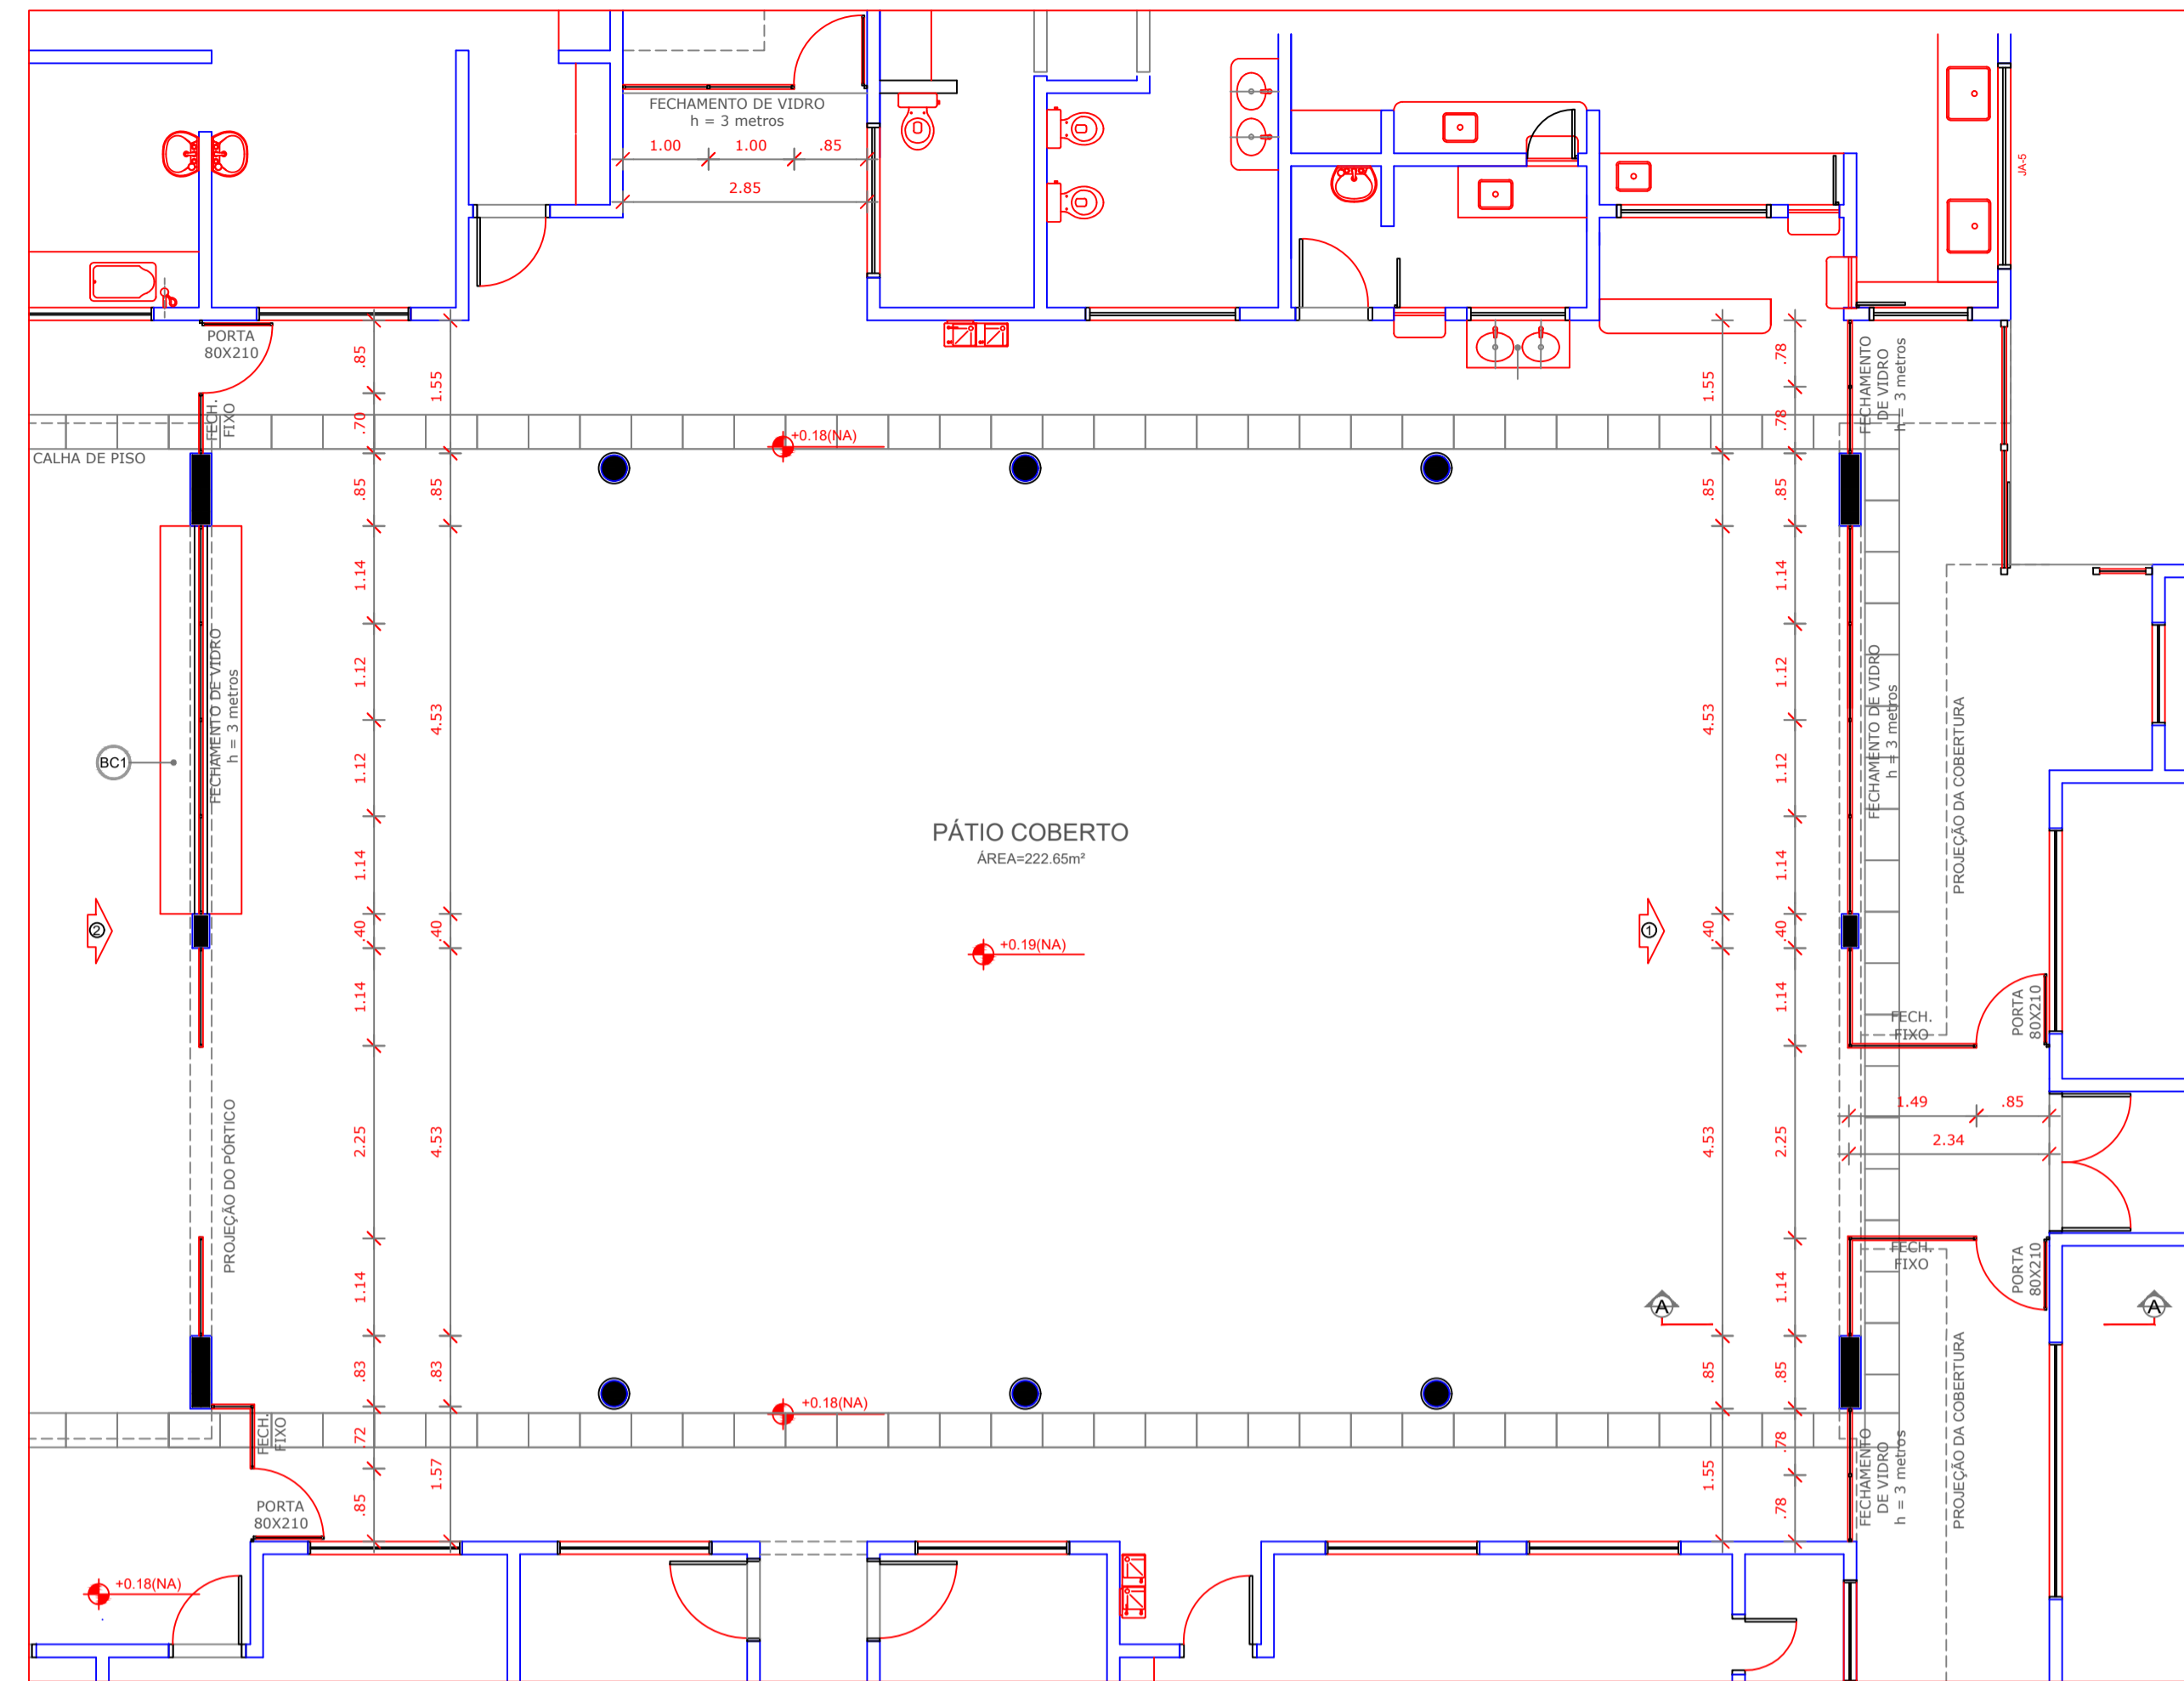 FECHAMENTO DE VIDRO
h = 3 metros
1.00
1.00
.85
2.85
JA-5
PORTA
80X210
FECH.
FIXO
CALHA DE PISO
.85
.70
.85
1.14
1.12
1.12
1.14
.40
1.14
2.25
1.14
.83
.72
.85
1.55
.85
4.53
.40
4.53
.83
1.57
+0.18(NA)
FECHAMENTO DE VIDRO
h = 3 metros
BC1
2
PROJEÇÃO DO PÓRTICO
PÁTIO COBERTO
ÁREA=222.65m²
+0.19(NA)
1
1.55
.85
4.53
.40
4.53
.85
1.55
.78
.78
.85
1.14
1.12
1.12
1.14
.40
1.14
2.25
1.14
.85
.78
.78
FECHAMENTO
DE VIDRO
h = 3 metros
FECHAMENTO DE VIDRO
h = 3 metros
PROJEÇÃO DA COBERTURA
FECH.
FIXO
PORTA
80X210
1.49
.85
2.34
FECH.
FIXO
PORTA
80X210
A
A
PROJEÇÃO DA COBERTURA
FECHAMENTO
DE VIDRO
h = 3 metros
+0.18(NA)
FECH.
FIXO
PORTA
80X210
+0.18(NA)